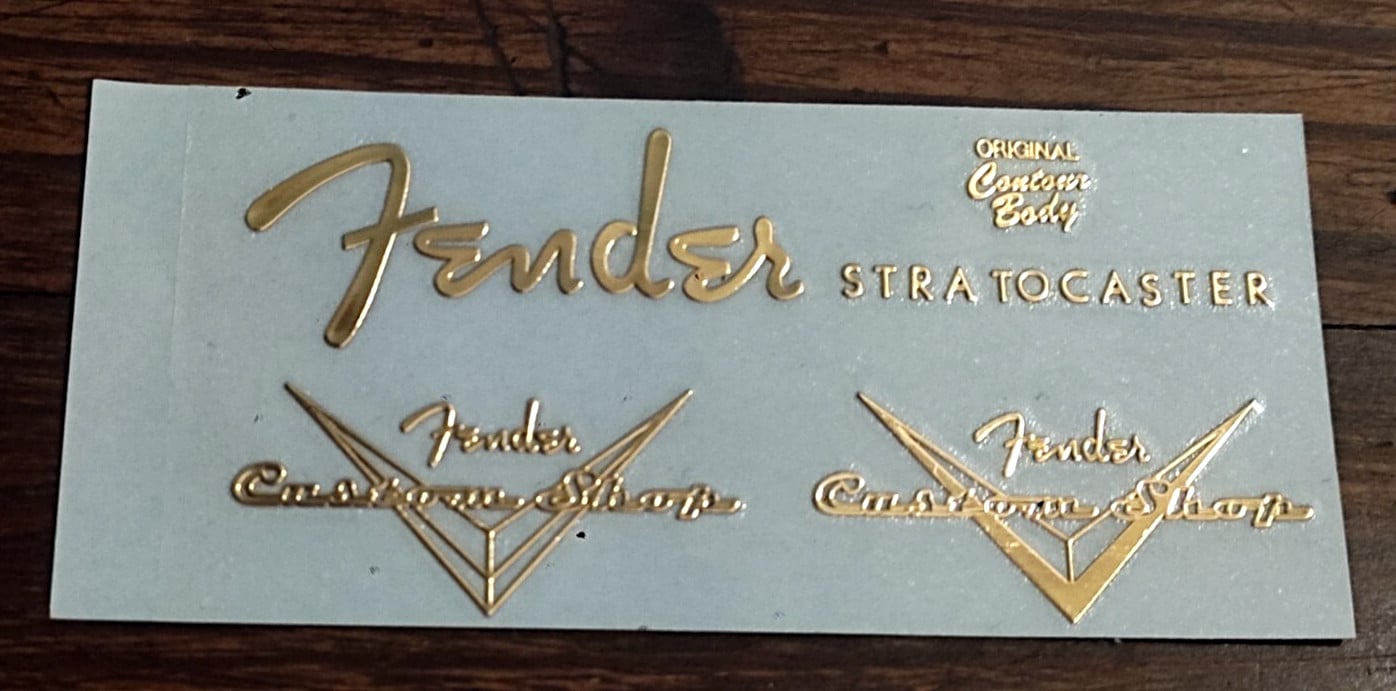 Fender
ORIGINAL
Contour
Body
STRATOCASTER
Fender
Custom Shop
Fender
Custom Shop